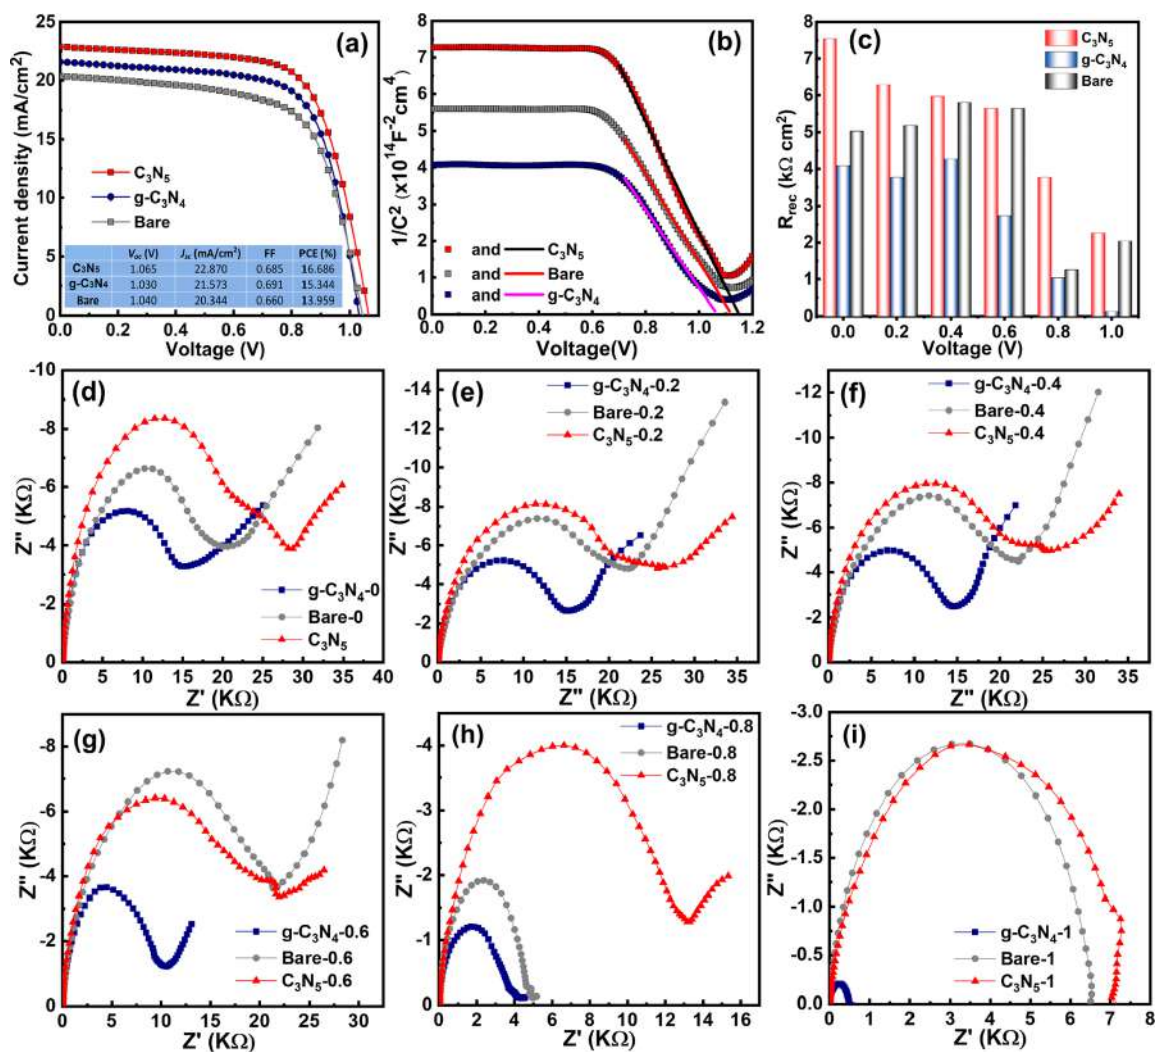 (a)
Current density (mA/cm²)
25
20
15
10
5
0
C₃N₅
g-C₃N₄
Bare
Voc (V) Jsc (mA/cm²) FF PCE (%)
C₃N₅ 1.065 22.870 0.685 16.686
g-C₃N₄ 1.030 21.573 0.691 15.344
Bare 1.040 20.344 0.660 13.959
0.0 0.2 0.4 0.6 0.8 1.0
Voltage (V)
(b)
1/C² (x10¹⁴F⁻² cm⁴
8
7
6
5
4
3
2
1
0
and C₃N₅
and Bare
and g-C₃N₄
0.0 0.2 0.4 0.6 0.8 1.0 1.2
Voltage(V)
(c)
Rrec (kΩ cm²)
8
7
6
5
4
3
2
1
0
C₃N₅
g-C₃N₄
Bare
0.0 0.2 0.4 0.6 0.8 1.0
Voltage (V)
(d)
Z" (KΩ)
-10
-8
-6
-4
-2
0
g-C₃N₄-0
Bare-0
C₃N₅
0 5 10 15 20 25 30 35 40
Z' (KΩ)
(e)
Z" (KΩ)
-14
-12
-10
-8
-6
-4
-2
0
g-C₃N₄-0.2
Bare-0.2
C₃N₅-0.2
0 5 10 15 20 25 30 35
Z" (KΩ)
(f)
Z" (KΩ)
-12
-10
-8
-6
-4
-2
0
g-C₃N₄-0.4
Bare-0.4
C₃N₅-0.4
0 5 10 15 20 25 30 35
Z" (KΩ)
(g)
Z" (KΩ)
-8
-6
-4
-2
0
g-C₃N₄-0.6
Bare-0.6
C₃N₅-0.6
0 5 10 15 20 25 30
Z' (KΩ)
(h)
Z" (KΩ)
-4
-3
-2
-1
0
g-C₃N₄-0.8
Bare-0.8
C₃N₅-0.8
0 2 4 6 8 10 12 14 16
Z' (KΩ)
(i)
Z" (KΩ)
-3.0
-2.5
-2.0
-1.5
-1.0
-0.5
-0.0
g-C₃N₄-1
Bare-1
C₃N₅-1
0 1 2 3 4 5 6 7 8
Z' (KΩ)